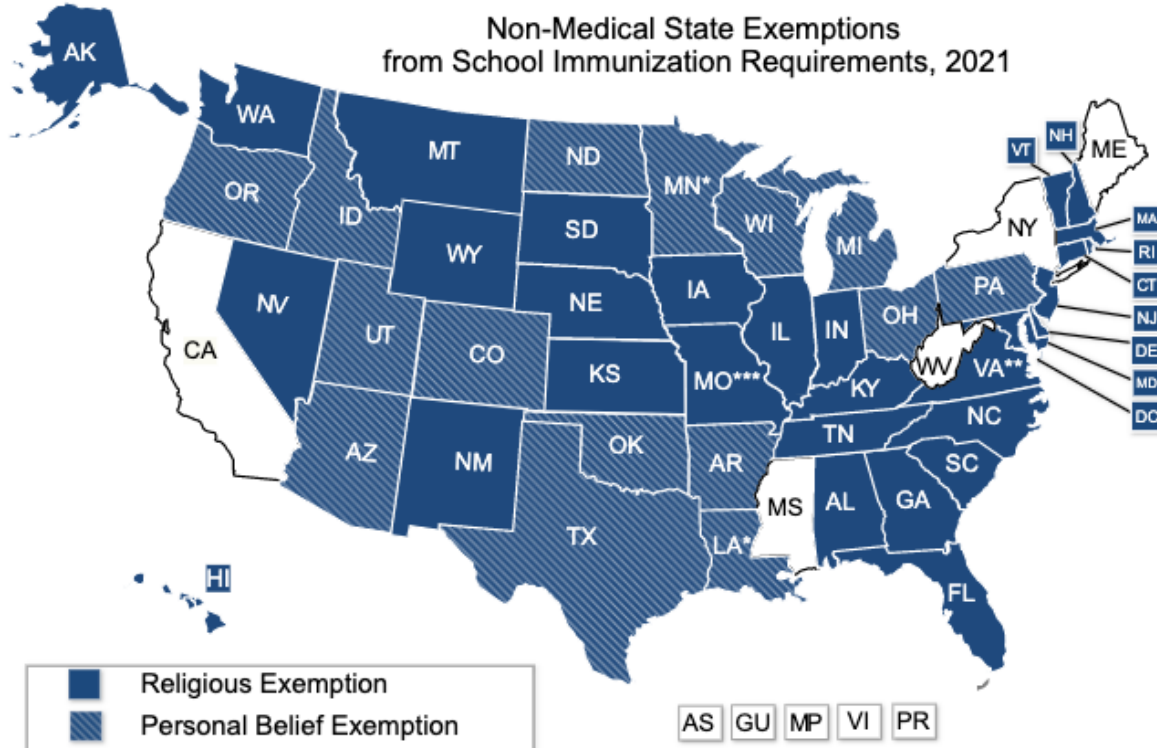 Non-Medical State Exemptions
from School Immunization Requirements, 2021
AK
WA
MT
ND
MN*
VT
NH
ME
OR
ID
SD
WI
MI
NY
MA
WY
RI
NV
NE
IA
PA
CT
CA
UT
CO
IL
IN
OH
NJ
KS
MO***
KY
WV
VA**
DE
MD
DC
AZ
NM
OK
AR
TN
NC
SC
TX
LA*
MS
AL
GA
HI
FL
Religious Exemption
Personal Belief Exemption
AS
GU
MP
VI
PR